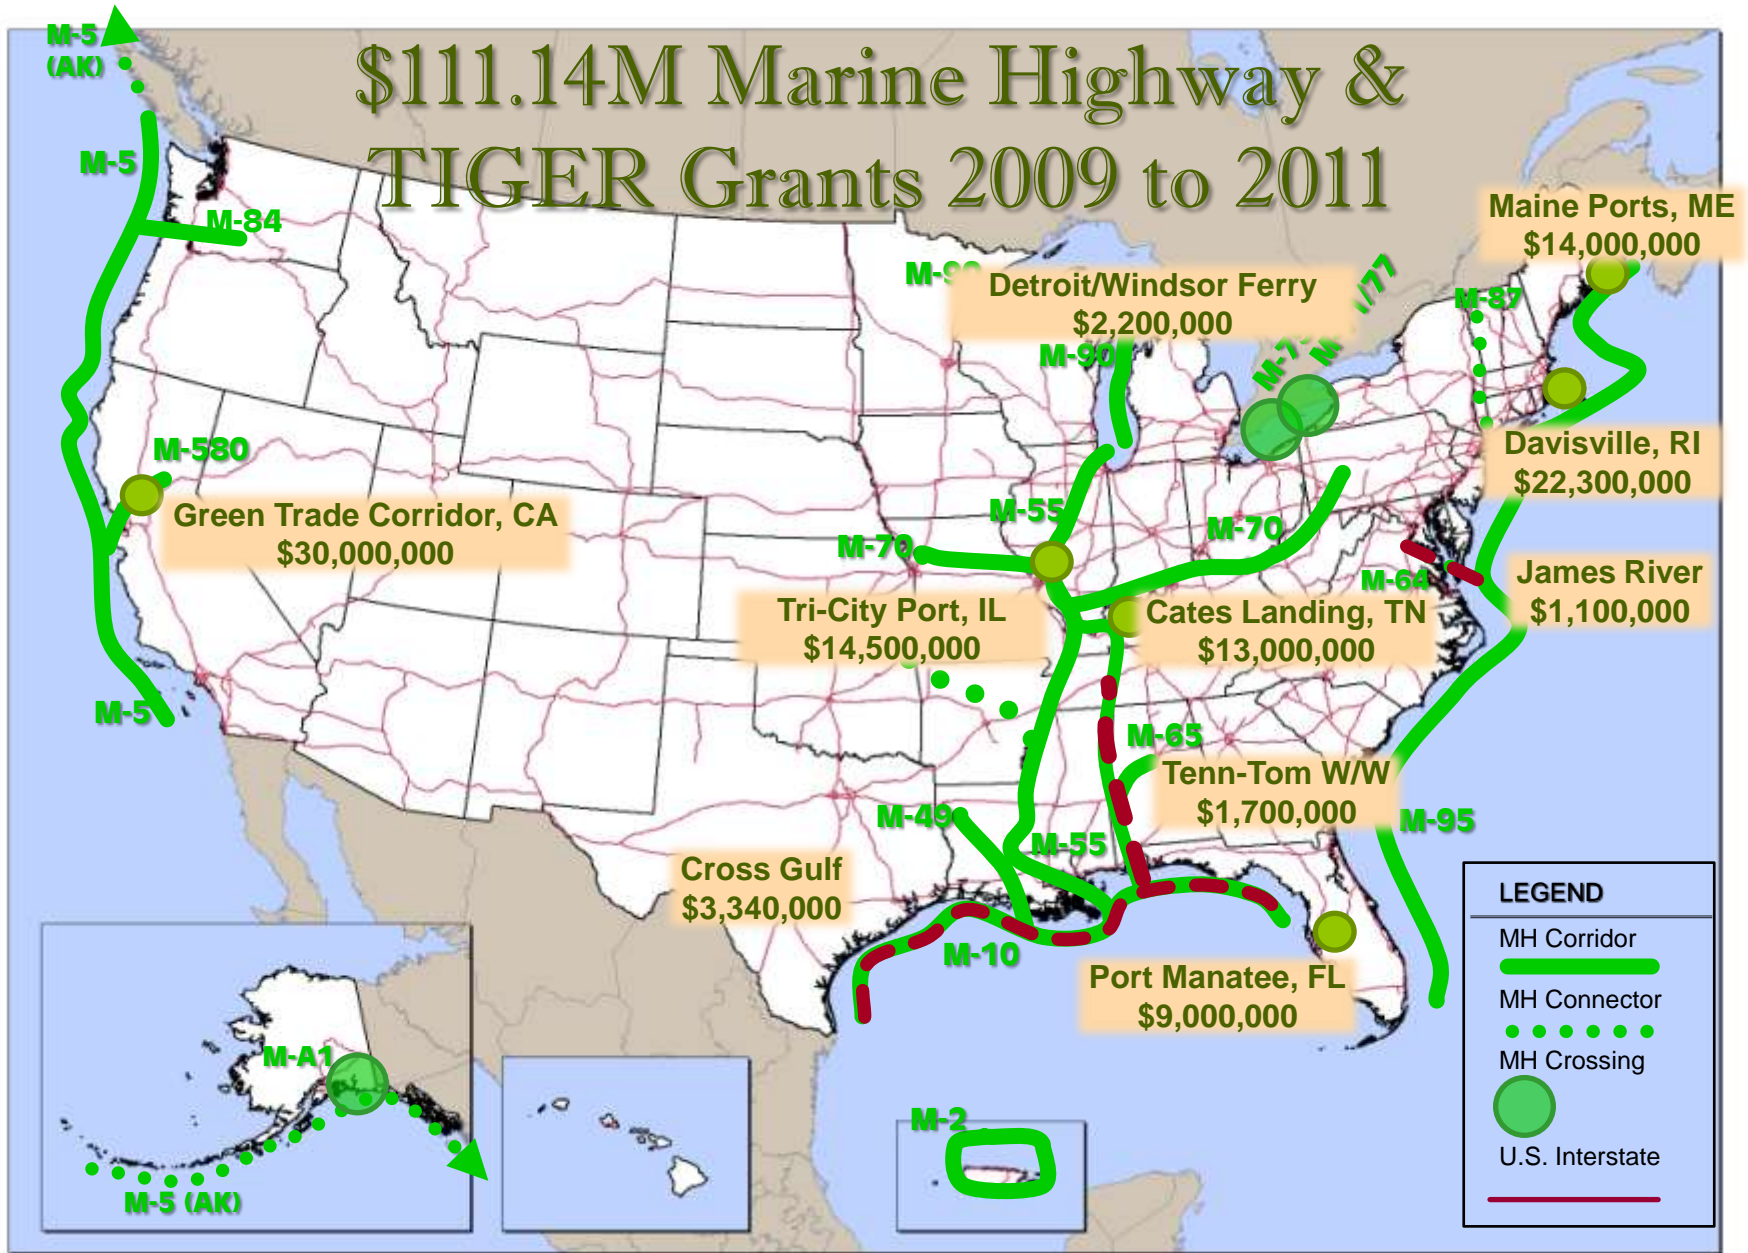 $111.14M Marine Highway &
TIGER Grants 2009 to 2011
M-5
(AK)
M-5
M-84
Maine Ports, ME
$14,000,000
Detroit/Windsor Ferry
$2,200,000
M-87
M-90
M-580
Green Trade Corridor, CA
$30,000,000
Davisville, RI
$22,300,000
M-55
M-70
M-70
M-64
James River
$1,100,000
Tri-City Port, IL
$14,500,000
Cates Landing, TN
$13,000,000
M-5
M-65
Tenn-Tom W/W
$1,700,000
M-49
M-55
M-95
Cross Gulf
$3,340,000
M-10
Port Manatee, FL
$9,000,000
M-A1
M-5 (AK)
M-2
LEGEND
MH Corridor
MH Connector
MH Crossing
U.S. Interstate